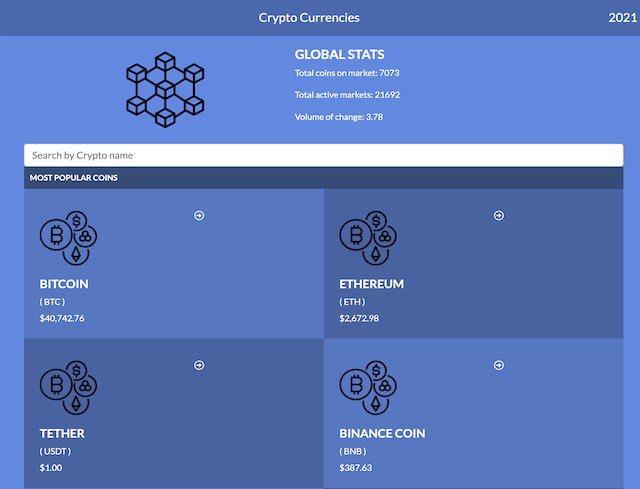 Crypto Currencies
2021
GLOBAL STATS
Total coins on market: 7073
Total active markets: 21692
Volume of change: 3.78
Search by Crypto name
MOST POPULAR COINS
BITCOIN
( BTC )
$40,742.76
ETHEREUM
( ETH )
$2,672.98
TETHER
( USDT )
$1.00
BINANCE COIN
( BNB )
$387.63